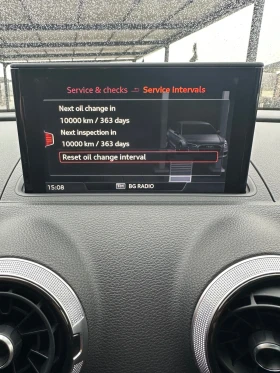 Service & checks Service intervals
Next oil change in
10000 km / 363 days
Next inspection in
10000 km / 363 days
Reset oil change interval
15:08 BG RADIO